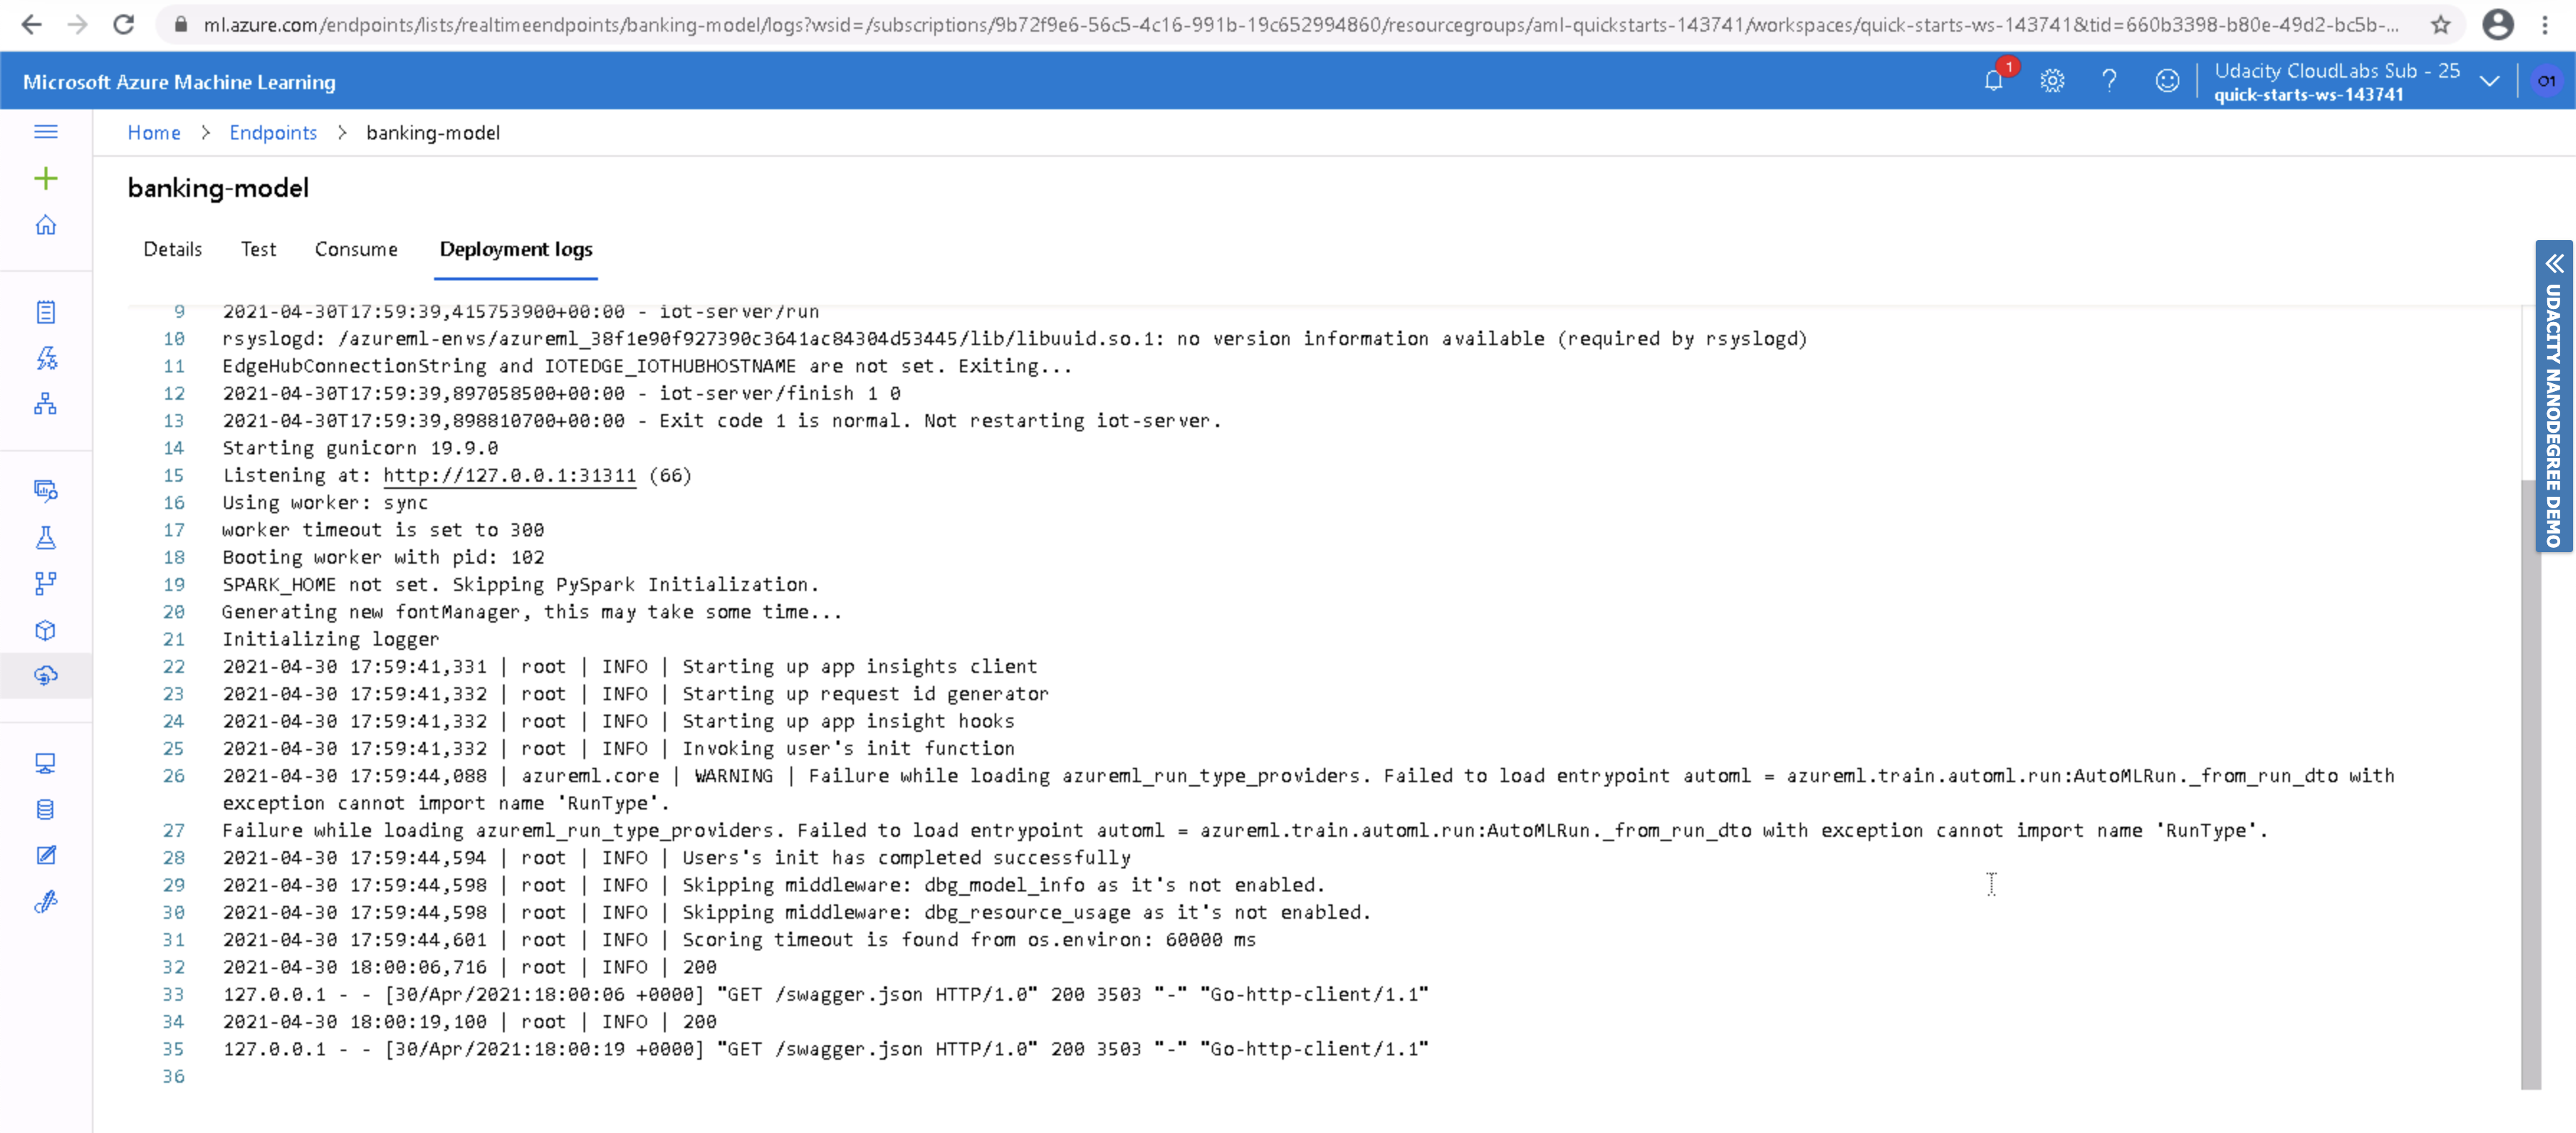 ml.azure.com/endpoints/lists/realtimeendpoints/banking-model/logs?wsid=/subscriptions/9b72f9e6-56c5-4c16-991b-19c652994860/resourcegroups/aml-quickstarts-143741/workspaces/quick-starts-ws-143741&tid=660b3398-b80e-49d2-bc5b-...
Microsoft Azure Machine Learning
1
Udacity CloudLabs Sub - 25
quick-starts-ws-143741
O1
Home > Endpoints > banking-model
banking-model
Details Test Consume Deployment logs
9 2021-04-30T17:59:39,415753900+00:00 - iot-server/run
10 rsyslogd: /azureml-envs/azureml_38f1e90f927390c3641ac84304d53445/lib/libuuid.so.1: no version information available (required by rsyslogd)
11 EdgeHubConnectionString and IOTEDGE_IOTHUBHOSTNAME are not set. Exiting...
12 2021-04-30T17:59:39,897058500+00:00 - iot-server/finish 1 0
13 2021-04-30T17:59:39,898810700+00:00 - Exit code 1 is normal. Not restarting iot-server.
14 Starting gunicorn 19.9.0
15 Listening at: http://127.0.0.1:31311 (66)
16 Using worker: sync
17 worker timeout is set to 300
18 Booting worker with pid: 102
19 SPARK_HOME not set. Skipping PySpark Initialization.
20 Generating new fontManager, this may take some time...
21 Initializing logger
22 2021-04-30 17:59:41,331 | root | INFO | Starting up app insights client
23 2021-04-30 17:59:41,332 | root | INFO | Starting up request id generator
24 2021-04-30 17:59:41,332 | root | INFO | Starting up app insight hooks
25 2021-04-30 17:59:41,332 | root | INFO | Invoking user's init function
26 2021-04-30 17:59:44,088 | azureml.core | WARNING | Failure while loading azureml_run_type_providers. Failed to load entrypoint automl = azureml.train.automl.run:AutoMLRun._from_run_dto with
exception cannot import name 'RunType'.
27 Failure while loading azureml_run_type_providers. Failed to load entrypoint automl = azureml.train.automl.run:AutoMLRun._from_run_dto with exception cannot import name 'RunType'.
28 2021-04-30 17:59:44,594 | root | INFO | Users's init has completed successfully
29 2021-04-30 17:59:44,598 | root | INFO | Skipping middleware: dbg_model_info as it's not enabled.
30 2021-04-30 17:59:44,598 | root | INFO | Skipping middleware: dbg_resource_usage as it's not enabled.
31 2021-04-30 17:59:44,601 | root | INFO | Scoring timeout is found from os.environ: 60000 ms
32 2021-04-30 18:00:06,716 | root | INFO | 200
33 127.0.0.1 - - [30/Apr/2021:18:00:06 +0000] "GET /swagger.json HTTP/1.0" 200 3503 "-" "Go-http-client/1.1"
34 2021-04-30 18:00:19,100 | root | INFO | 200
35 127.0.0.1 - - [30/Apr/2021:18:00:19 +0000] "GET /swagger.json HTTP/1.0" 200 3503 "-" "Go-http-client/1.1"
36
UDACITY NANODEGREE DEMO